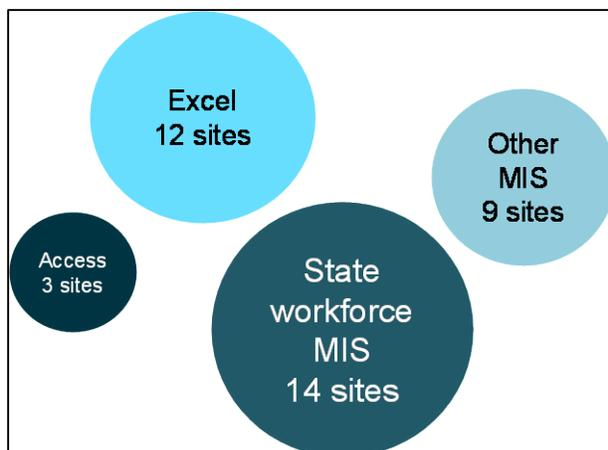 Excel
12 sites
Other
MIS
9 sites
Access
3 sites
State
workforce
MIS
14 sites